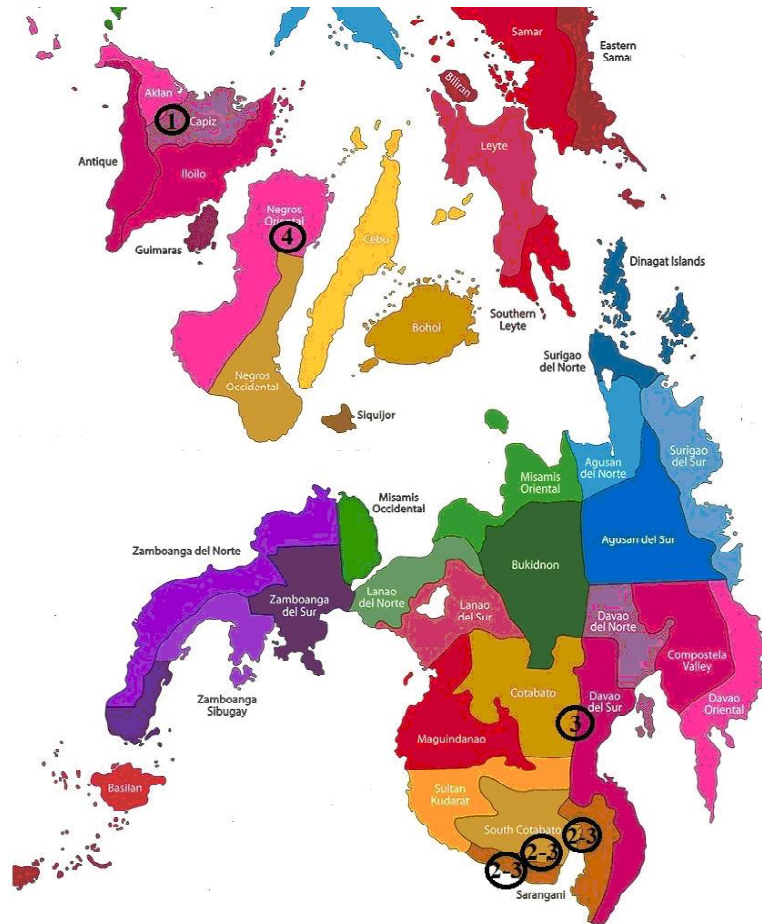 Samar
Eastern
Samar
Biliran
Aklan
1
Capiz
Leyte
Antique
Iloilo
Negros
Oriental
4
Cebu
Guimaras
Dinagat Islands
Southern
Leyte
Bohol
Surigao
del Norte
Negros
Occidental
Siquijor
Agusan
del Norte
Surigao
del Sur
Misamis
Oriental
Misamis
Occidental
Agusan del Sur
Zamboanga del Norte
Bukidnon
Zamboanga
del Sur
Lanao
del Norte
Lanao
del Sur
Davao
del Norte
Compostela
Valley
Zamboanga
Sibugay
Cotabato
Davao
del Sur
Davao
Oriental
3
Maguindanao
Basilan
Sultan
Kudarat
South Cotabato
2-3
2-3
2-3
Sarangani